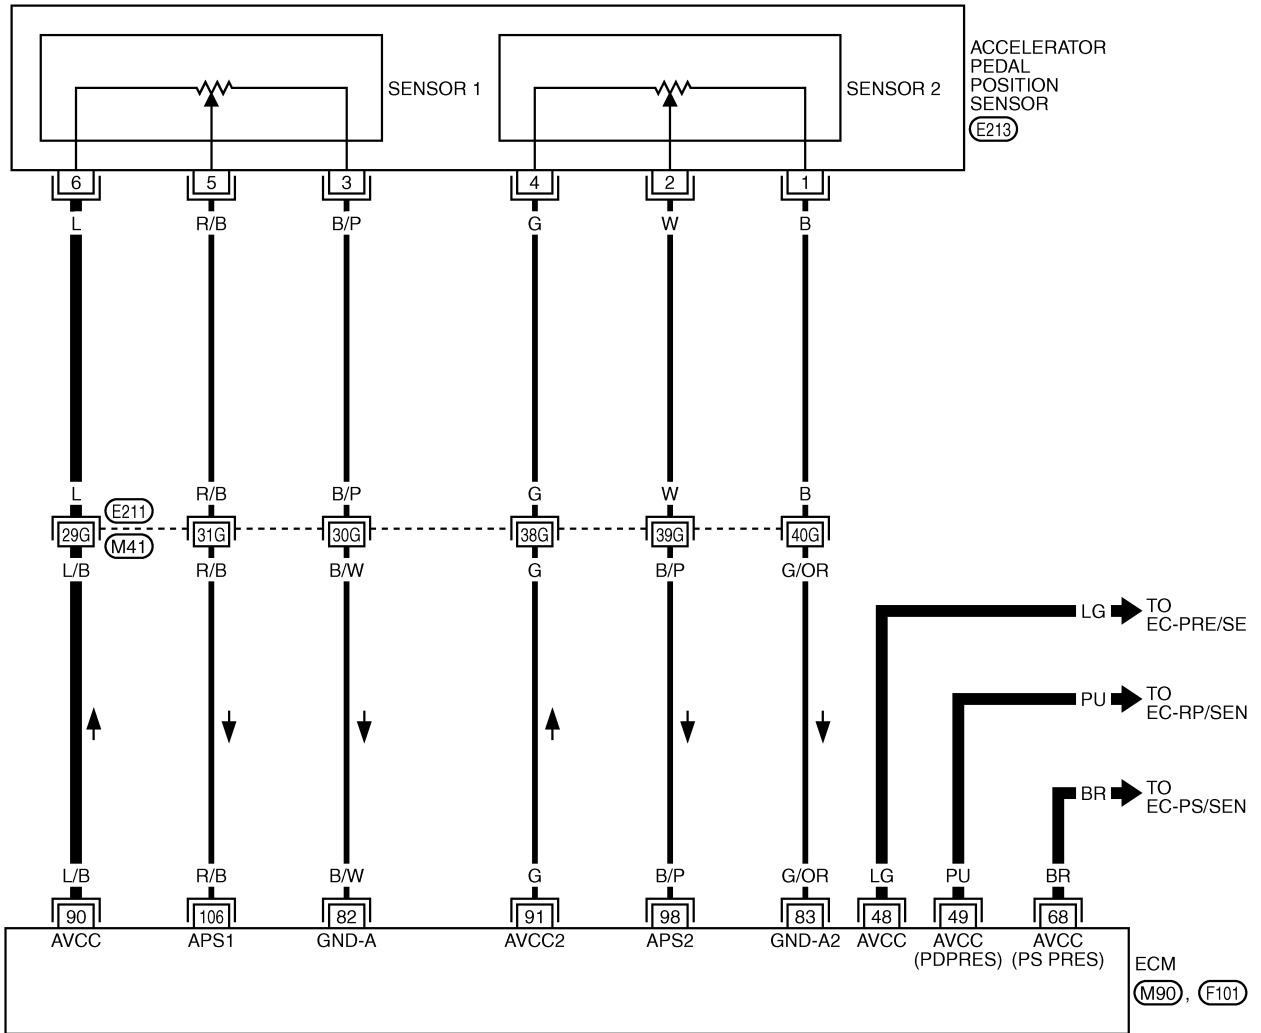 SENSOR 1
SENSOR 2
ACCELERATOR
PEDAL
POSITION
SENSOR
E213
6 5 3 4 2 1
L R/B B/P G W B
L R/B B/P G W B
E211
29G 31G 30G 38G 39G 40G
M41
L/B R/B B/W G B/P G/OR
LG TO
EC-PRE/SE
PU TO
EC-RP/SEN
BR TO
EC-PS/SEN
L/B R/B B/W G B/P G/OR LG PU BR
90 106 82 91 98 83 48 49 68
AVCC APS1 GND-A AVCC2 APS2 GND-A2 AVCC AVCC AVCC
(PDPRES) (PS PRES)
ECM
M90 , F101